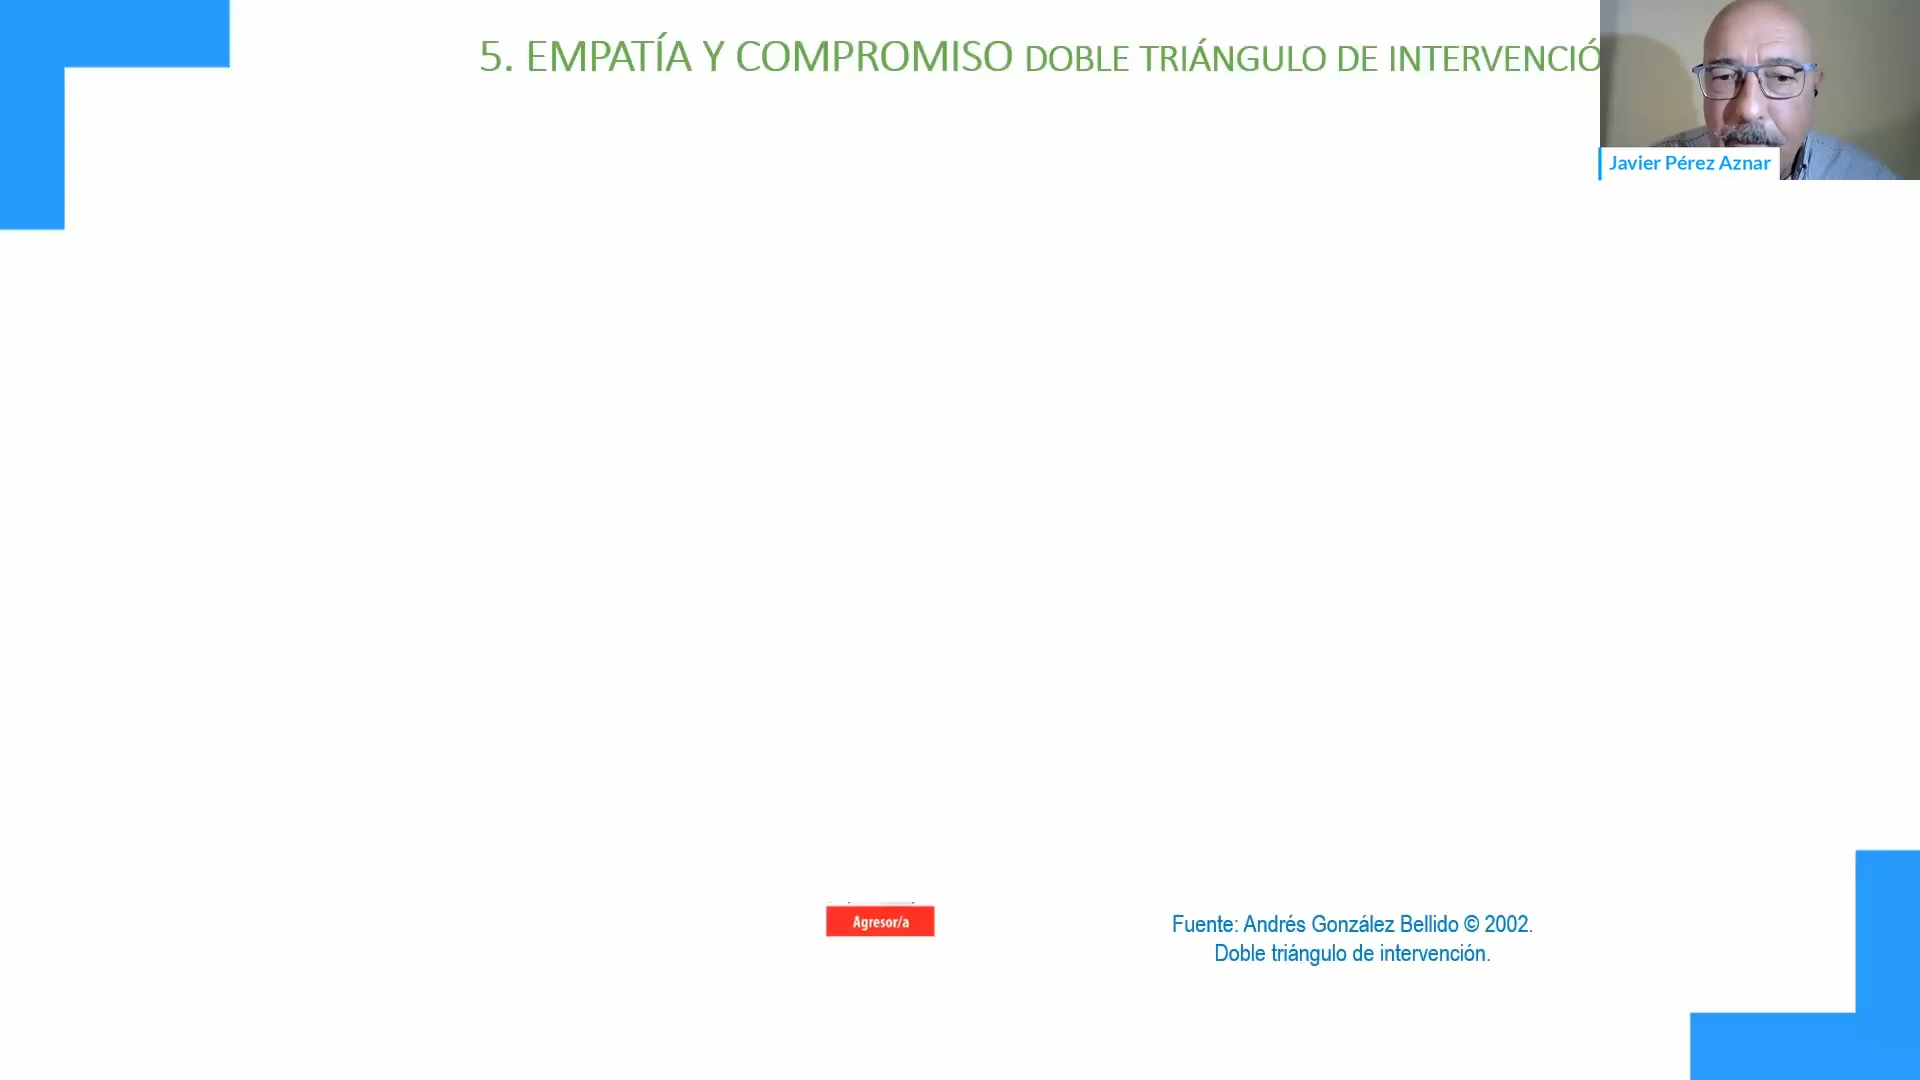 5. EMPATÍA Y COMPROMISO DOBLE TRIÁNGULO DE INTERVENCIÓ
Javier Pérez Aznar
Agresor/a
Fuente: Andrés González Bellido © 2002.
Doble triángulo de intervención.